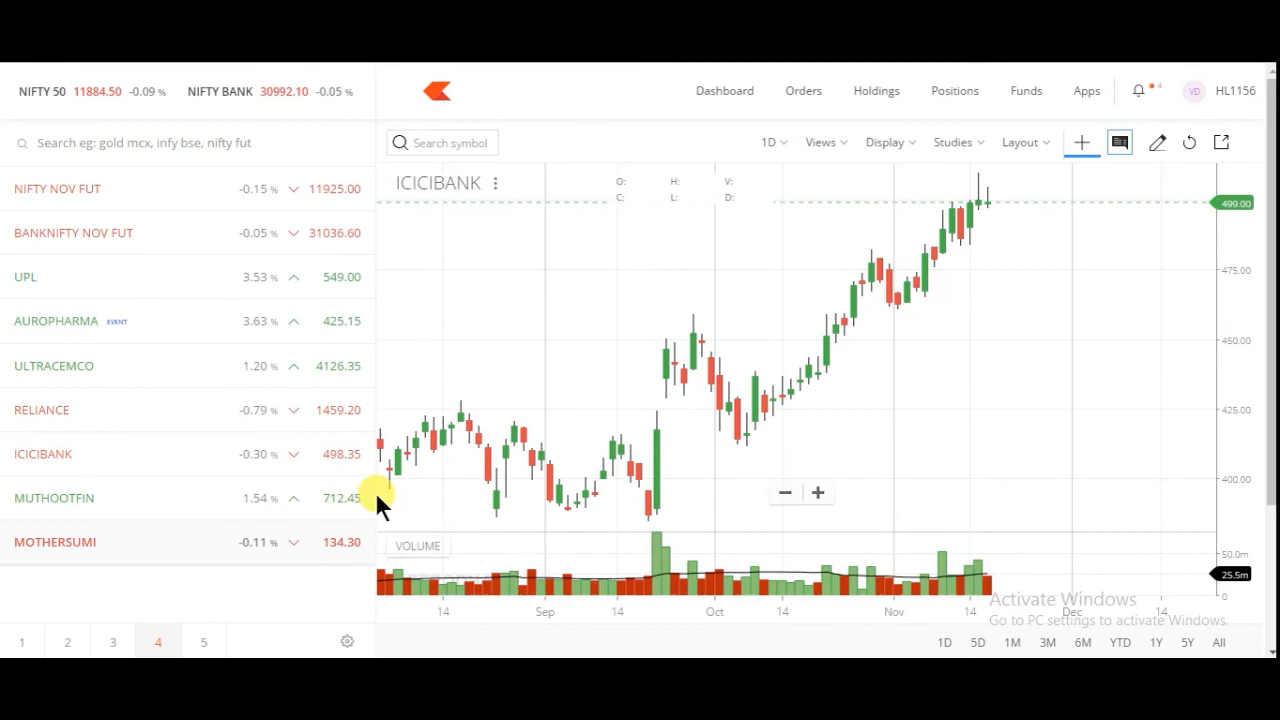 NIFTY 50 11884.50 -0.09 % NIFTY BANK 30992.10 -0.05 %
Dashboard Orders Holdings Positions Funds Apps 4 VD HL1156
Search eg: gold mcx, infy bse, nifty fut
Search symbol 1D Views Display Studies Layout
NIFTY NOV FUT -0.15 % 11925.00
BANKNIFTY NOV FUT -0.05 % 31036.60
UPL 3.53 % 549.00
AUROPHARMA EVENT 3.63 % 425.15
ULTRACEMCO 1.20 % 4126.35
RELIANCE -0.79 % 1459.20
ICICIBANK -0.30 % 498.35
MUTHOOTFIN 1.54 % 712.45
MOTHERSUMI -0.11 % 134.30
1 2 3 4 5
ICICIBANK
O: H: V:
C: L: D:
499.00
475.00
450.00
425.00
400.00
VOLUME
50.0m
25.5m
0
14 Sep 14 Oct 14 Nov 14 Dec 14
Activate Windows
Go to PC settings to activate Windows.
1D 5D 1M 3M 6M YTD 1Y 5Y All